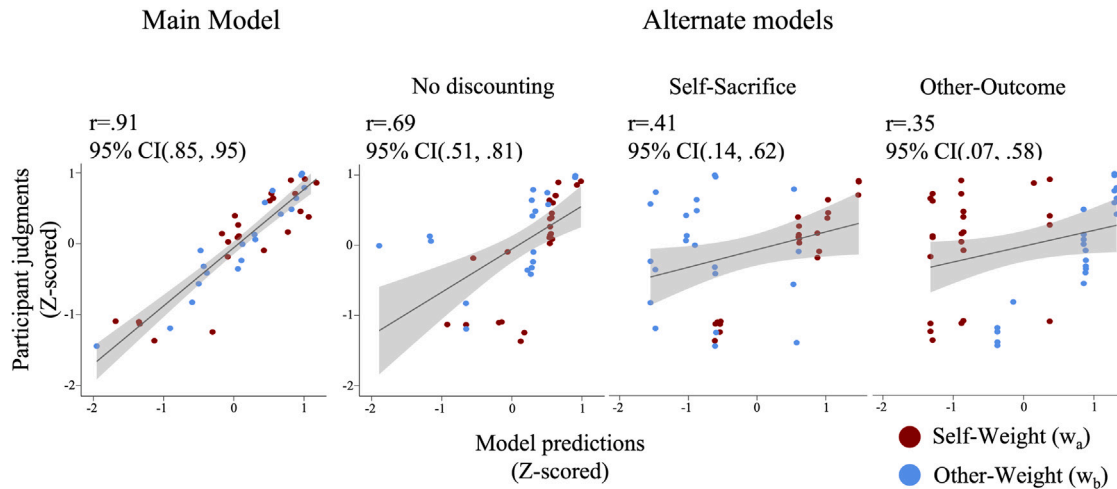 Main Model
Alternate models
No discounting
Self-Sacrifice
Other-Outcome
r=.91
95% CI(.85, .95)
r=.69
95% CI(.51, .81)
r=.41
95% CI(.14, .62)
r=.35
95% CI(.07, .58)
Participant judgments
(Z-scored)
1
0
-1
-2
-2
-1
0
1
1
0
-1
-2
-2
-1
0
1
-1
0
1
-1
0
1
Model predictions
(Z-scored)
Self-Weight (wₐ)
Other-Weight (w_b)